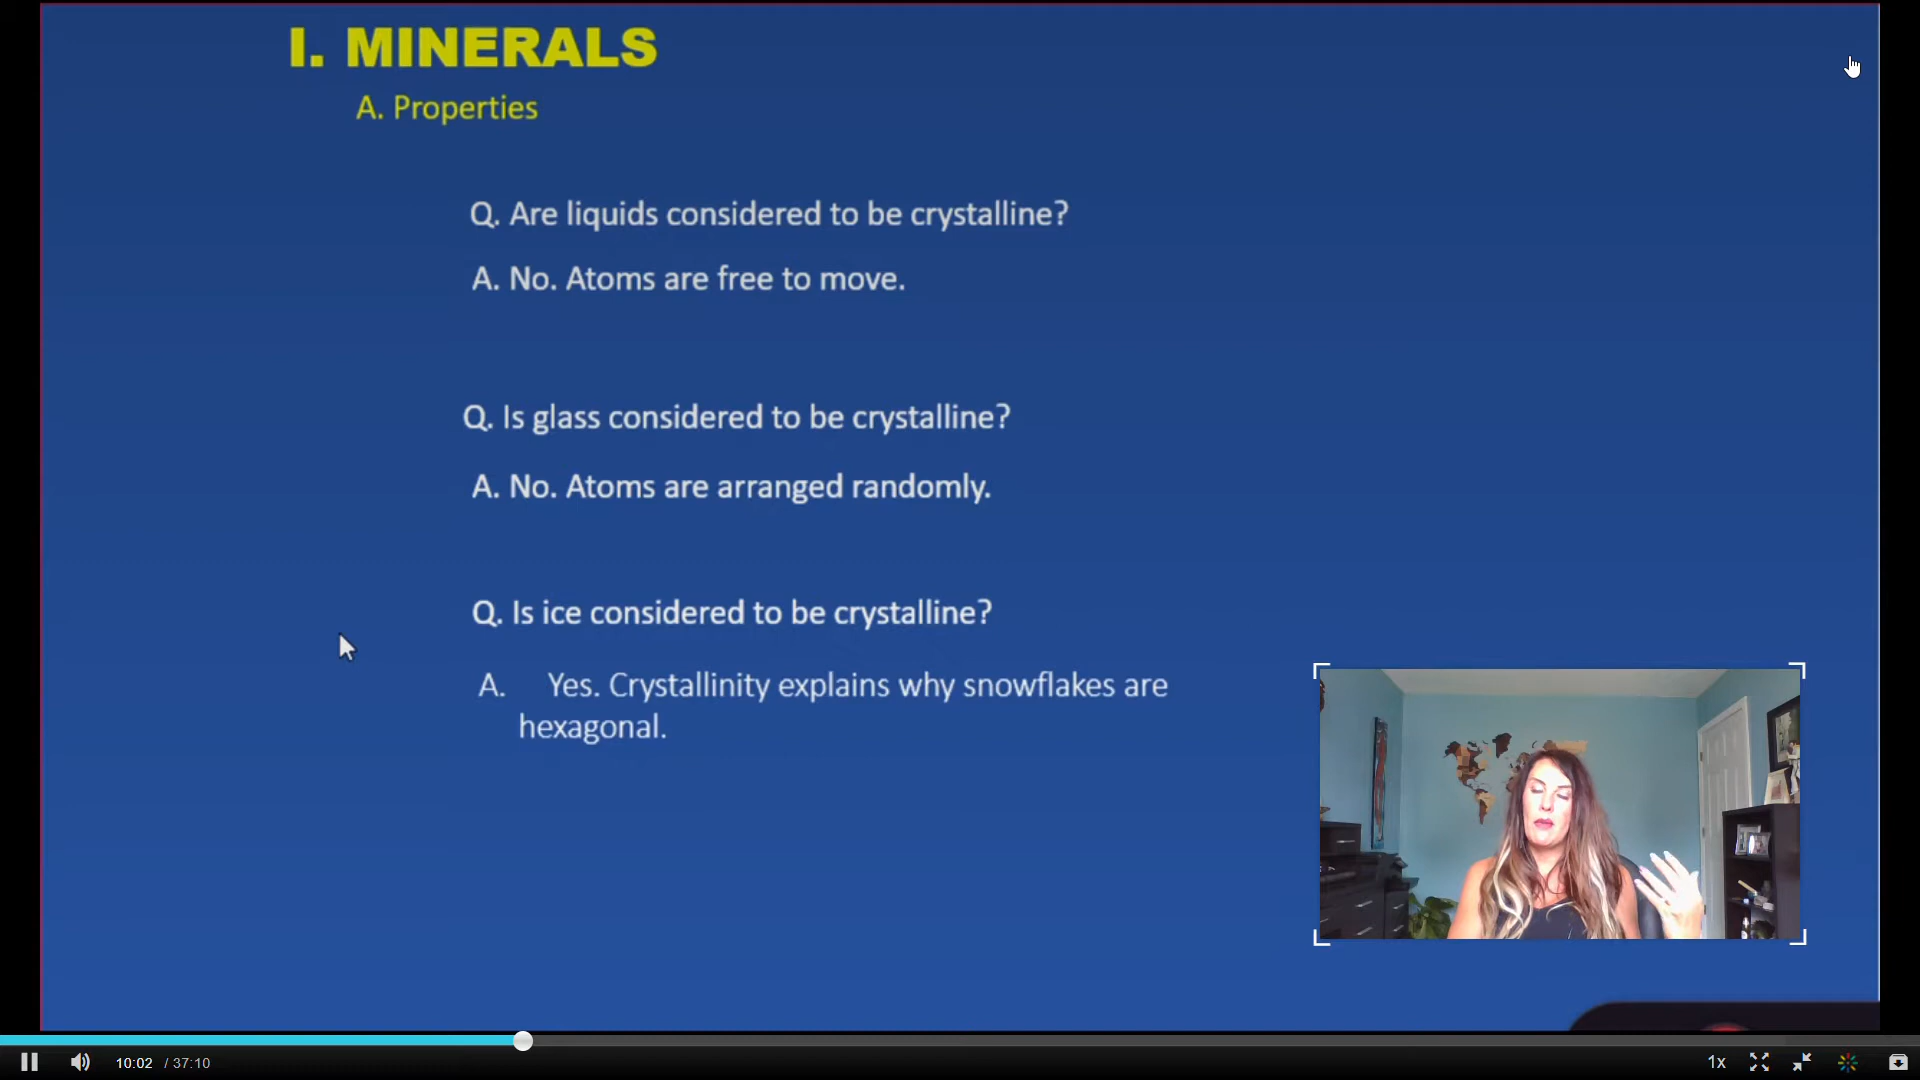 I. MINERALS
A. Properties
Q. Are liquids considered to be crystalline?
A. No. Atoms are free to move.
Q. Is glass considered to be crystalline?
A. No. Atoms are arranged randomly.
Q. Is ice considered to be crystalline?
A. Yes. Crystallinity explains why snowflakes are
hexagonal.
10:02 / 37:10
1x